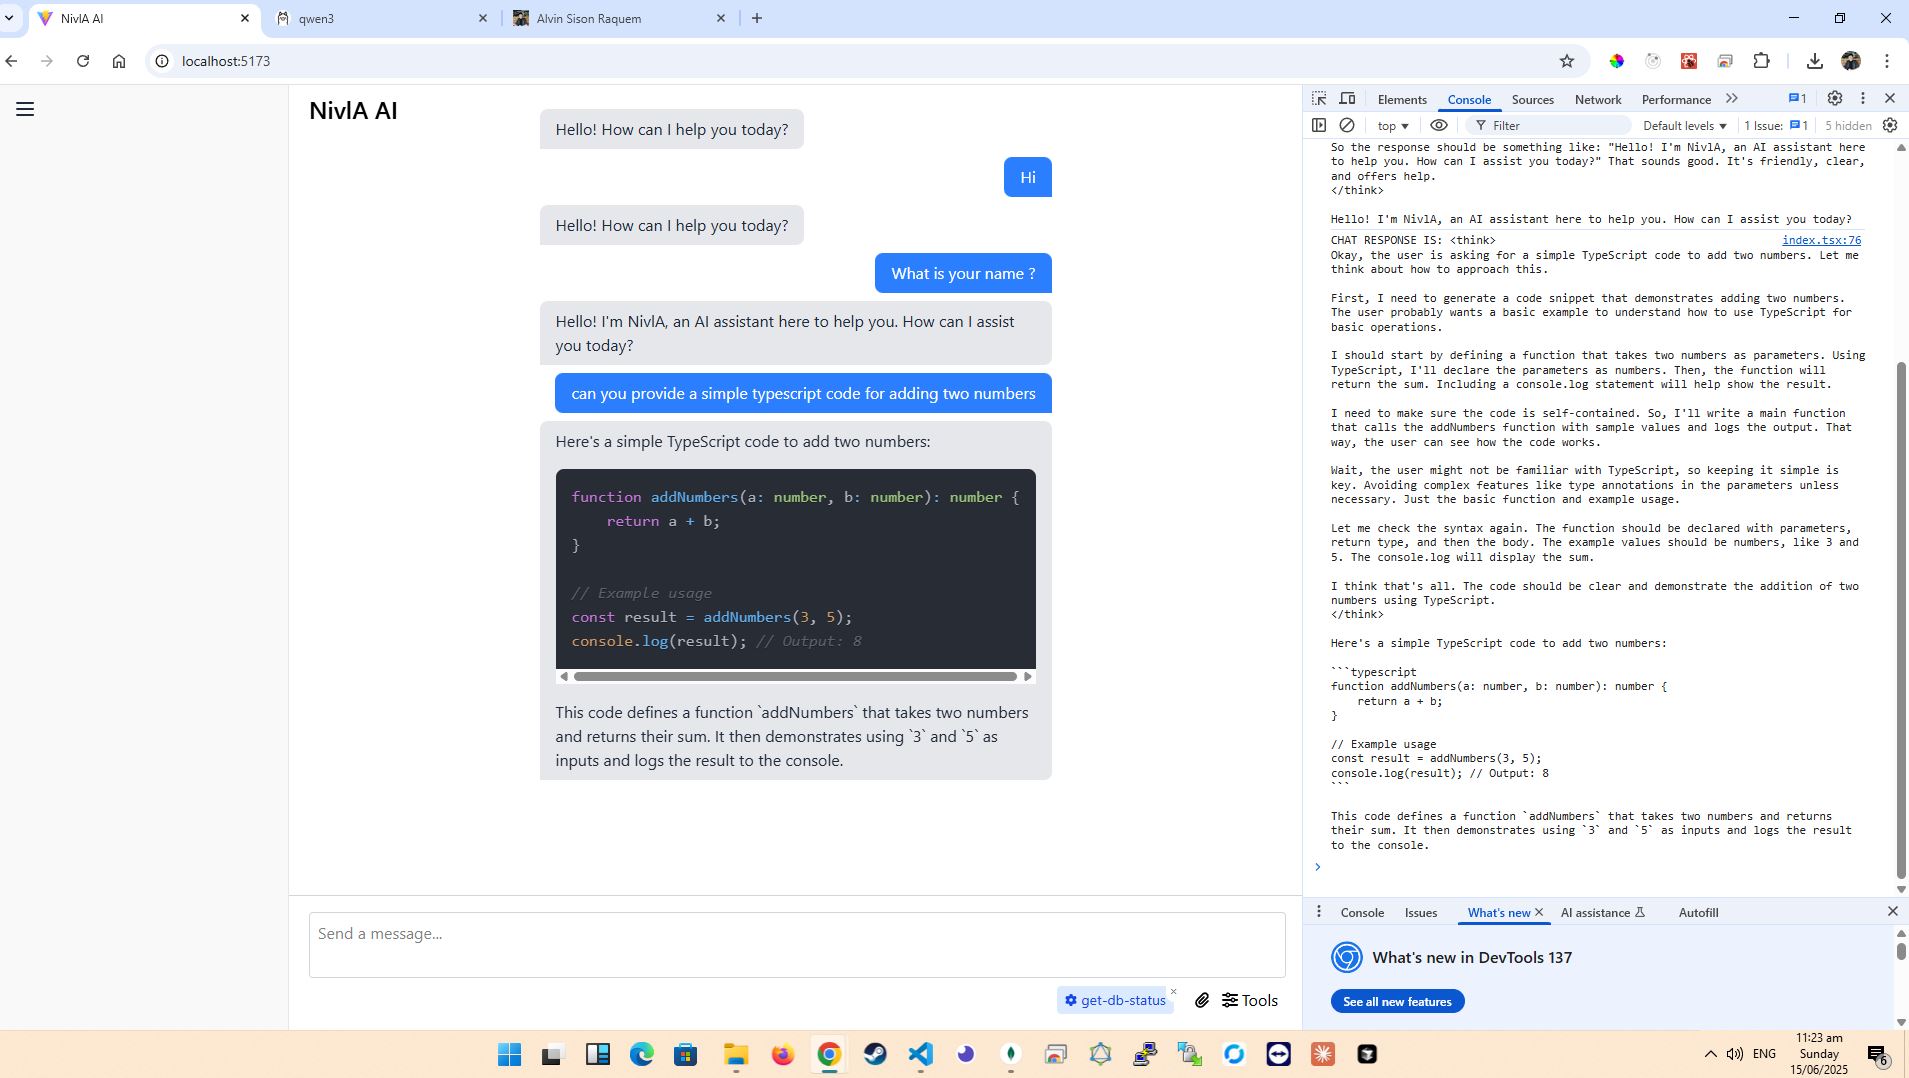 NivlA AI
qwen3
Alvin Sison Raquem
localhost:5173
NivlA AI
Hello! How can I help you today?
Hi
Hello! How can I help you today?
What is your name ?
Hello! I'm NivlA, an AI assistant here to help you. How can I assist
you today?
can you provide a simple typescript code for adding two numbers
Here's a simple TypeScript code to add two numbers:
function addNumbers(a: number, b: number): number {
    return a + b;
}
// Example usage
const result = addNumbers(3, 5);
console.log(result); // Output: 8
This code defines a function `addNumbers` that takes two numbers
and returns their sum. It then demonstrates using `3` and `5` as
inputs and logs the result to the console.
Send a message...
get-db-status
Tools
Elements Console Sources Network Performance 1
top Filter Default levels 1 Issue: 1 5 hidden
So the response should be something like: "Hello! I'm NivlA, an AI assistant here
to help you. How can I assist you today?" That sounds good. It's friendly, clear,
and offers help.
</think>
Hello! I'm NivlA, an AI assistant here to help you. How can I assist you today?
CHAT RESPONSE IS: <think> index.tsx:76
Okay, the user is asking for a simple TypeScript code to add two numbers. Let me
think about how to approach this.
First, I need to generate a code snippet that demonstrates adding two numbers.
The user probably wants a basic example to understand how to use TypeScript for
basic operations.
I should start by defining a function that takes two numbers as parameters. Using
TypeScript, I'll declare the parameters as numbers. Then, the function will
return the sum. Including a console.log statement will help show the result.
I need to make sure the code is self-contained. So, I'll write a main function
that calls the addNumbers function with sample values and logs the output. That
way, the user can see how the code works.
Wait, the user might not be familiar with TypeScript, so keeping it simple is
key. Avoiding complex features like type annotations in the parameters unless
necessary. Just the basic function and example usage.
Let me check the syntax again. The function should be declared with parameters,
return type, and then the body. The example values should be numbers, like 3 and
5. The console.log will display the sum.
I think that's all. The code should be clear and demonstrate the addition of two
numbers using TypeScript.
</think>
Here's a simple TypeScript code to add two numbers:
```typescript
function addNumbers(a: number, b: number): number {
    return a + b;
}
// Example usage
const result = addNumbers(3, 5);
console.log(result); // Output: 8
```
This code defines a function `addNumbers` that takes two numbers and returns
their sum. It then demonstrates using `3` and `5` as inputs and logs the result
to the console.
Console Issues What's new AI assistance Autofill
What's new in DevTools 137
See all new features
ENG
11:23 am
Sunday
15/06/2025
6